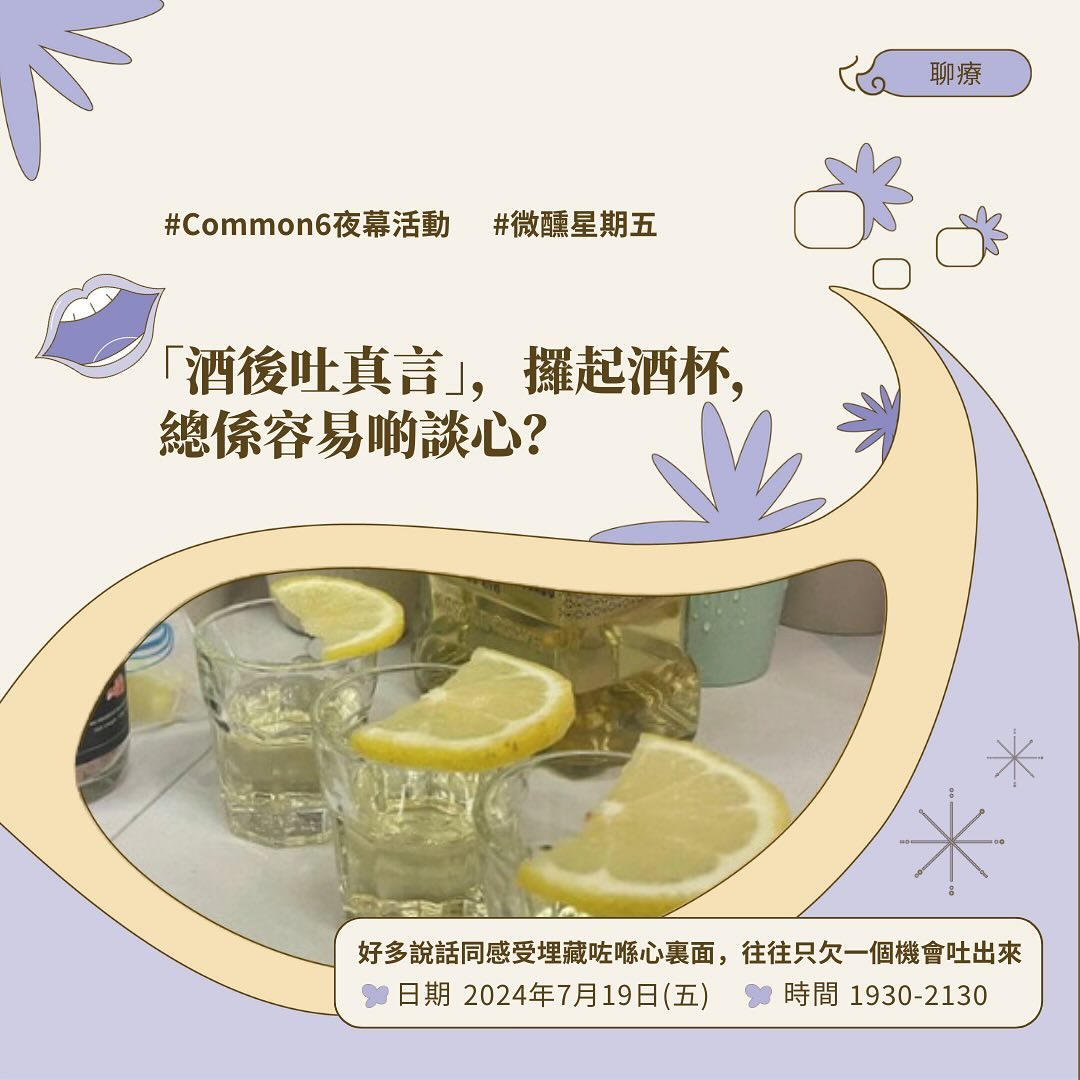 聊療
#Common6夜幕活動 #微醺星期五
「酒後吐真言」，攞起酒杯，
總係容易啲談心？
好多說話同感受埋藏咗喺心裏面，往往只欠一個機會吐出來
日期 2024年7月19日(五) 時間 1930-2130